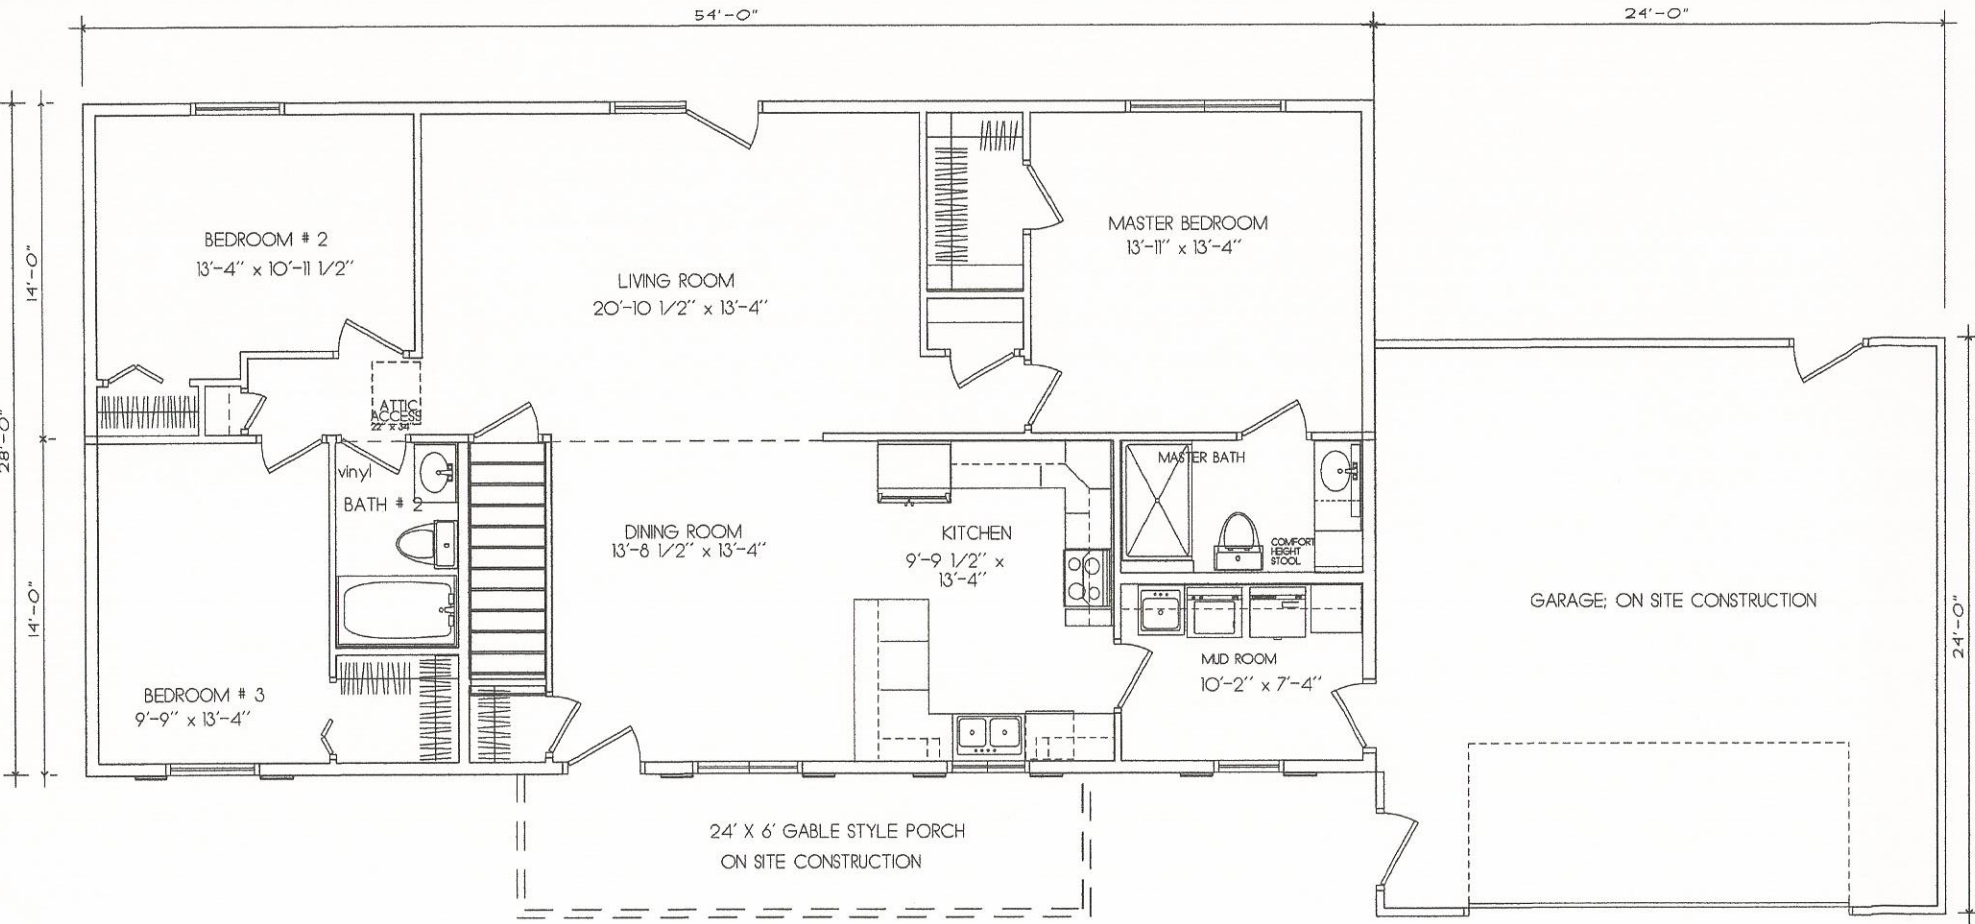 54'-0"
24'-0"
BEDROOM # 2
13'-4" x 10'-11 1/2"
LIVING ROOM
20'-10 1/2" x 13'-4"
MASTER BEDROOM
13'-11" x 13'-4"
14'-0"
28'-0"
14'-0"
ATTIC
ACCESS
22" x 34"
vinyl
BATH # 2
DINING ROOM
13'-8 1/2" x 13'-4"
KITCHEN
9'-9 1/2" x
13'-4"
MASTER BATH
COMFORT
HEIGHT
STOOL
GARAGE; ON SITE CONSTRUCTION
24'-0"
MUD ROOM
10'-2" x 7'-4"
BEDROOM # 3
9'-9" x 13'-4"
24' X 6' GABLE STYLE PORCH
ON SITE CONSTRUCTION